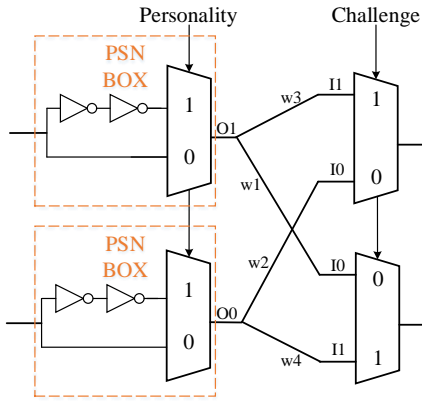 Personality
Challenge
PSN
BOX
1
0
O1
w3
I1
1
w1
I0
0
PSN
BOX
1
0
O0
w2
I0
0
w4
I1
1